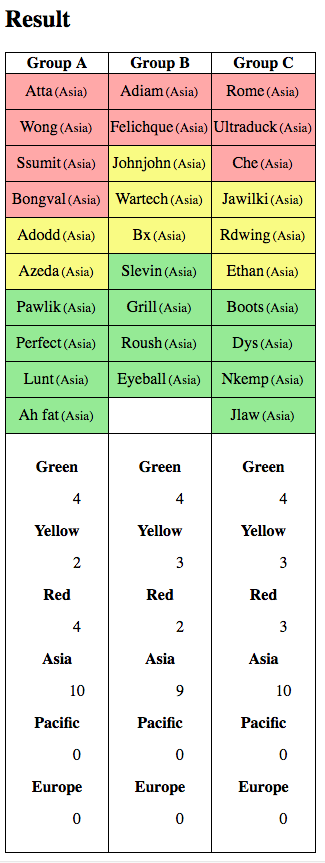 Result
Group A Group B Group C
Atta (Asia) Adiam (Asia) Rome (Asia)
Wong (Asia) Felichque (Asia) Ultraduck (Asia)
Ssumit (Asia) Johnjohn (Asia) Che (Asia)
Bongval (Asia) Wartech (Asia) Jawilki (Asia)
Adodd (Asia) Bx (Asia) Rdwing (Asia)
Azeda (Asia) Slevin (Asia) Ethan (Asia)
Pawlik (Asia) Grill (Asia) Boots (Asia)
Perfect (Asia) Roush (Asia) Dys (Asia)
Lunt (Asia) Eyeball (Asia) Nkemp (Asia)
Ah fat (Asia) Jlaw (Asia)
Green Green Green
4 4 4
Yellow Yellow Yellow
2 3 3
Red Red Red
4 2 3
Asia Asia Asia
10 9 10
Pacific Pacific Pacific
0 0 0
Europe Europe Europe
0 0 0